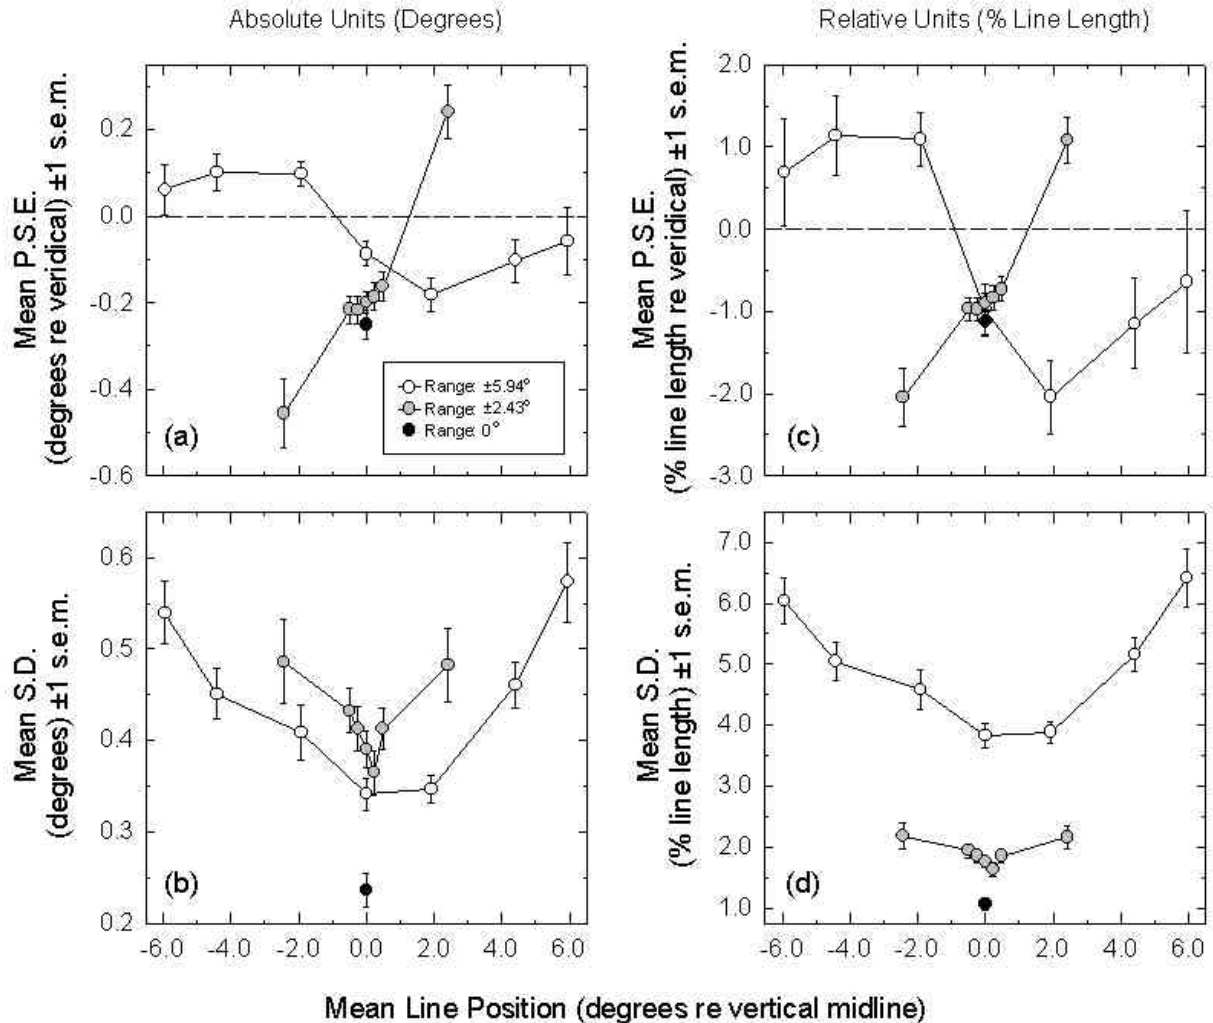 Absolute Units (Degrees)
Relative Units (% Line Length)
Mean P.S.E.
(degrees re veridical) ±1 s.e.m.
0.2
0.0
-0.2
-0.4
-0.6
(a)
Range: ±5.94°
Range: ±2.43°
Range: 0°
Mean P.S.E.
(% line length re veridical) ±1 s.e.m.
2.0
1.0
0.0
-1.0
-2.0
-3.0
(c)
Mean S.D.
(degrees) ±1 s.e.m.
0.6
0.5
0.4
0.3
0.2
(b)
-6.0 -4.0 -2.0 0.0 2.0 4.0 6.0
Mean S.D.
(% line length) ±1 s.e.m.
7.0
6.0
5.0
4.0
3.0
2.0
1.0
(d)
-6.0 -4.0 -2.0 0.0 2.0 4.0 6.0
Mean Line Position (degrees re vertical midline)